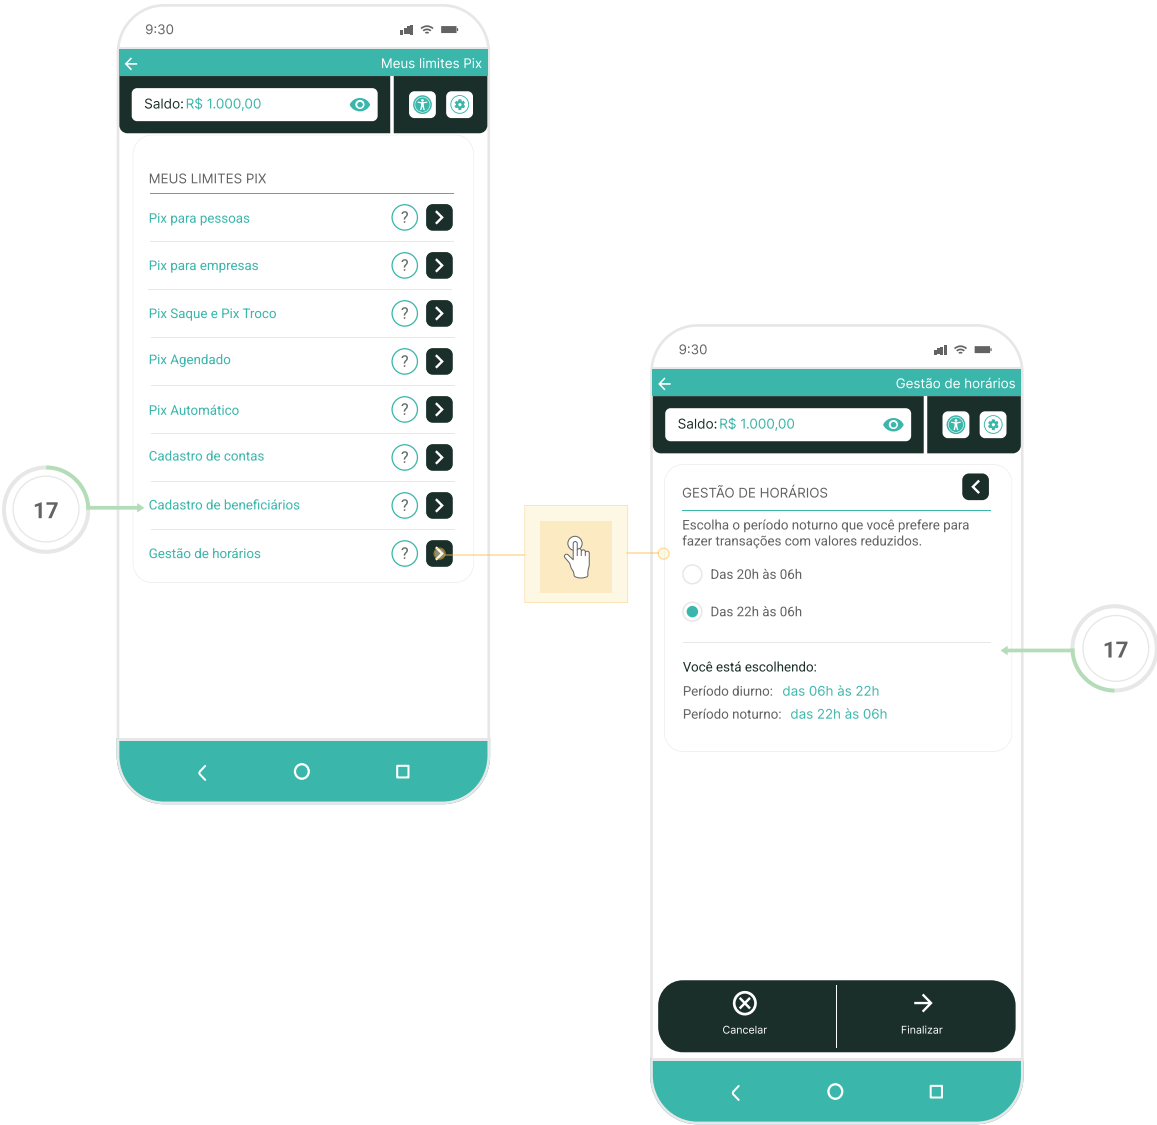 9:30
Meus limites Pix
Saldo: R$ 1.000,00
MEUS LIMITES PIX
Pix para pessoas ?
Pix para empresas ?
Pix Saque e Pix Troco ?
Pix Agendado ?
Pix Automático ?
Cadastro de contas ?
Cadastro de beneficiários ?
Gestão de horários ?
17
9:30
Gestão de horários
Saldo: R$ 1.000,00
GESTÃO DE HORÁRIOS
Escolha o período noturno que você prefere para
fazer transações com valores reduzidos.
Das 20h às 06h
Das 22h às 06h
Você está escolhendo:
Período diurno: das 06h às 22h
Período noturno: das 22h às 06h
Cancelar
Finalizar
17